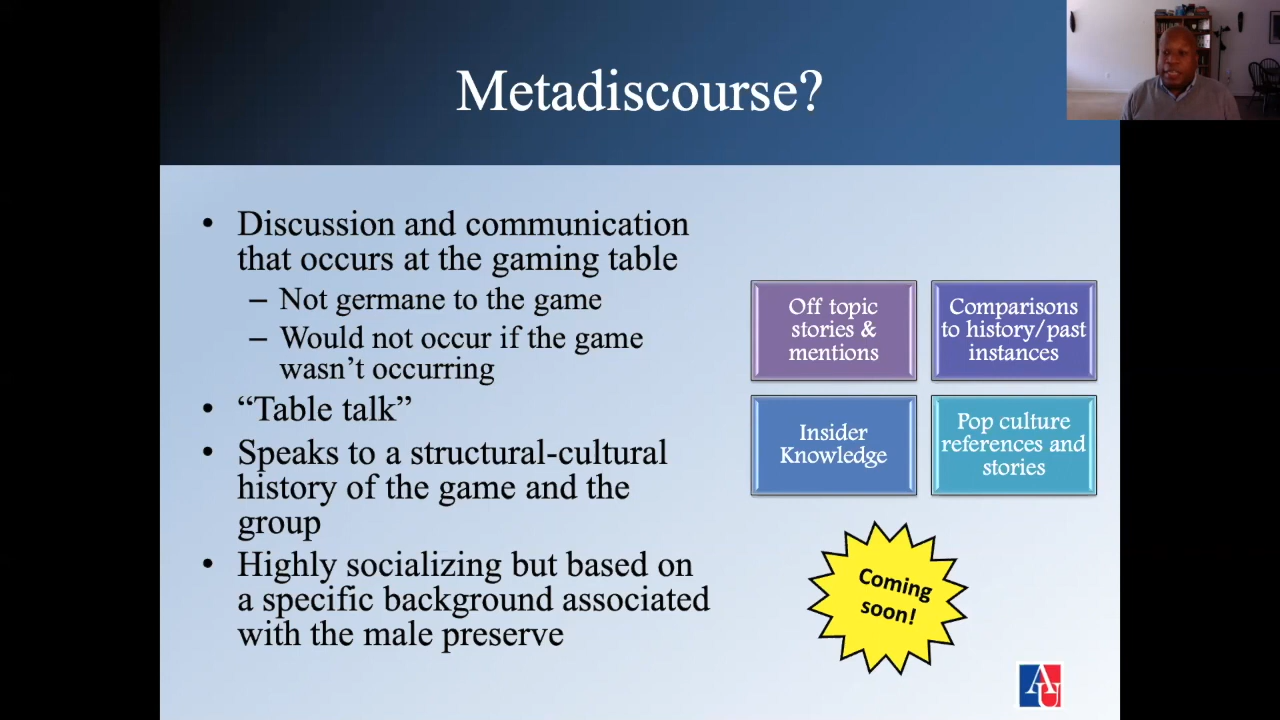 Metadiscourse?
• Discussion and communication
that occurs at the gaming table
– Not germane to the game
– Would not occur if the game
wasn’t occurring
• “Table talk”
• Speaks to a structural-cultural
history of the game and the
group
• Highly socializing but based on
a specific background associated
with the male preserve
Off topic
stories &
mentions
Comparisons
to history/past
instances
Insider
Knowledge
Pop culture
references and
stories
Coming
soon!
AU